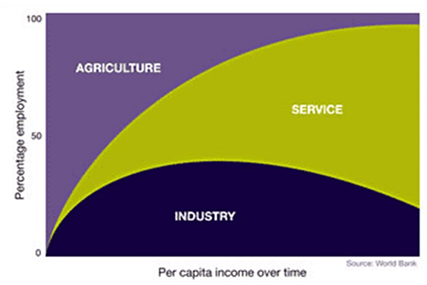 100
AGRICULTURE
SERVICE
50
Percentage employment
INDUSTRY
0
Source: World Bank
Per capita income over time